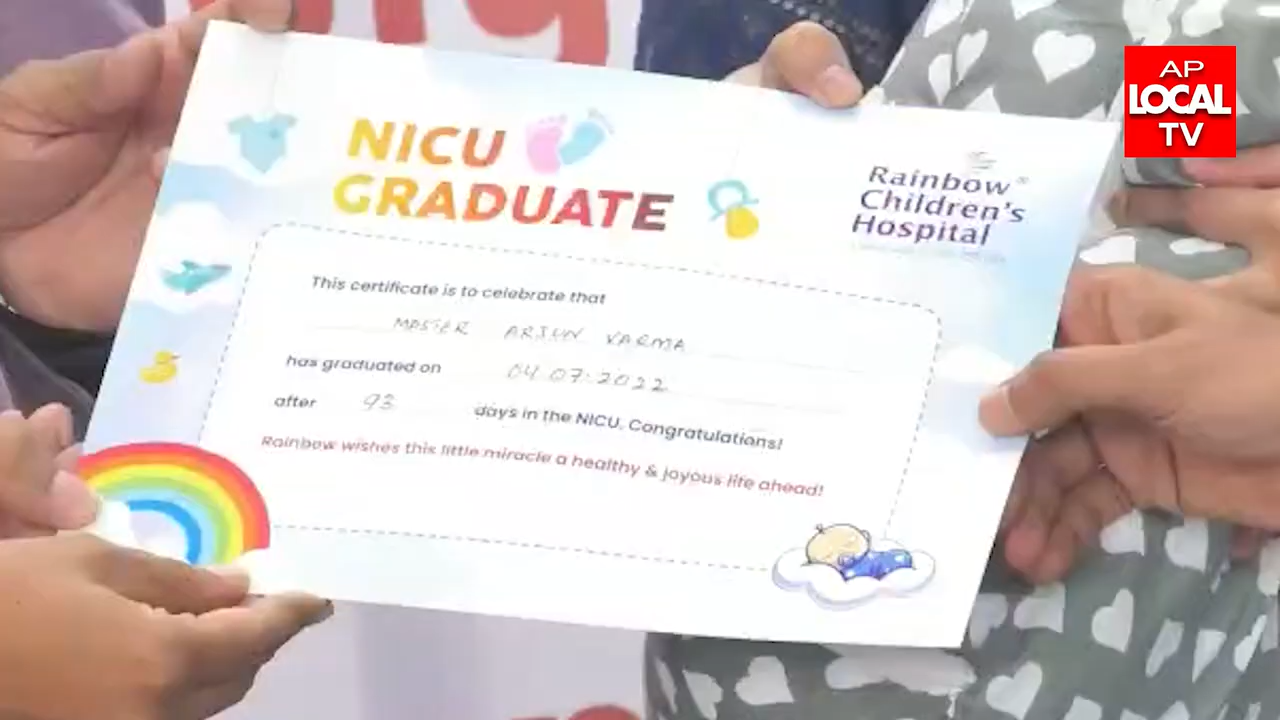 AP
LOCAL
TV
NICU
GRADUATE
Rainbow®
Children's
Hospital
This certificate is to celebrate that
MASTER ARJUN VARMA
has graduated on 04.07.2022
after 93 days in the NICU. Congratulations!
Rainbow wishes this little miracle a healthy & joyous life ahead!